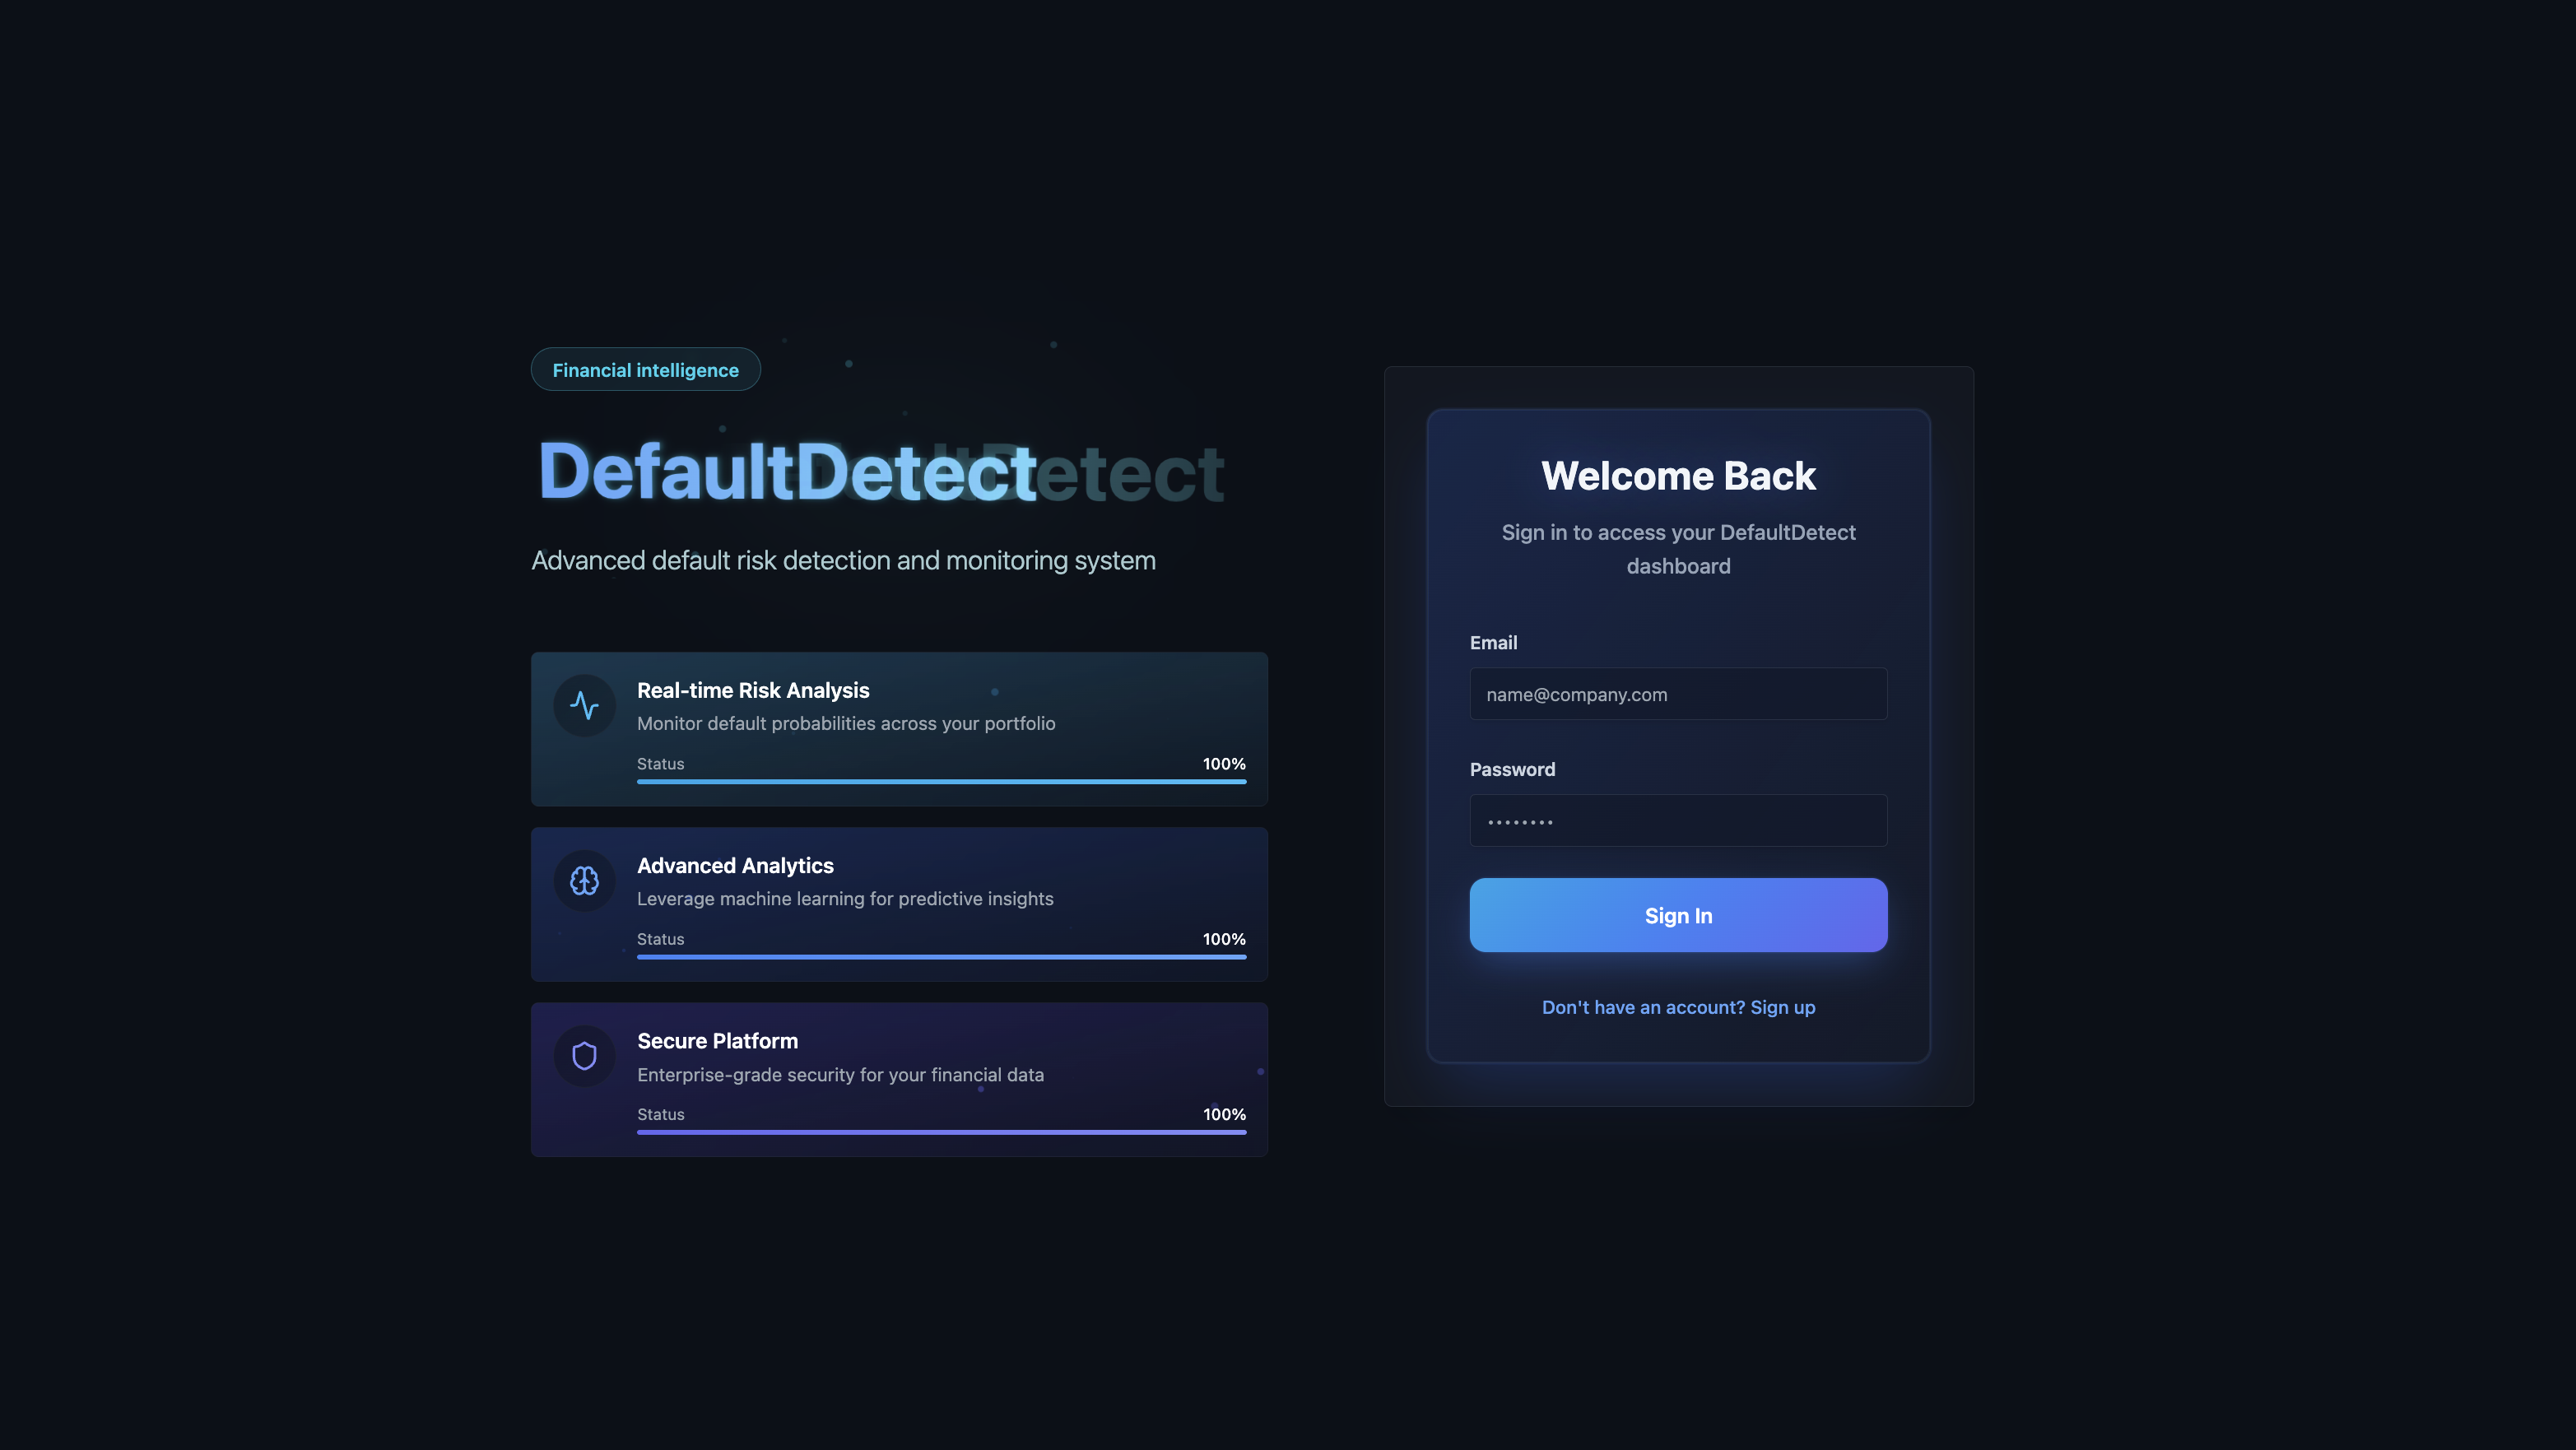 Financial intelligence
DefaultDetect
Advanced default risk detection and monitoring system
Real-time Risk Analysis
Monitor default probabilities across your portfolio
Status 100%
Advanced Analytics
Leverage machine learning for predictive insights
Status 100%
Secure Platform
Enterprise-grade security for your financial data
Status 100%
Welcome Back
Sign in to access your DefaultDetect
dashboard
Email
name@company.com
Password
••••••••
Sign In
Don't have an account? Sign up